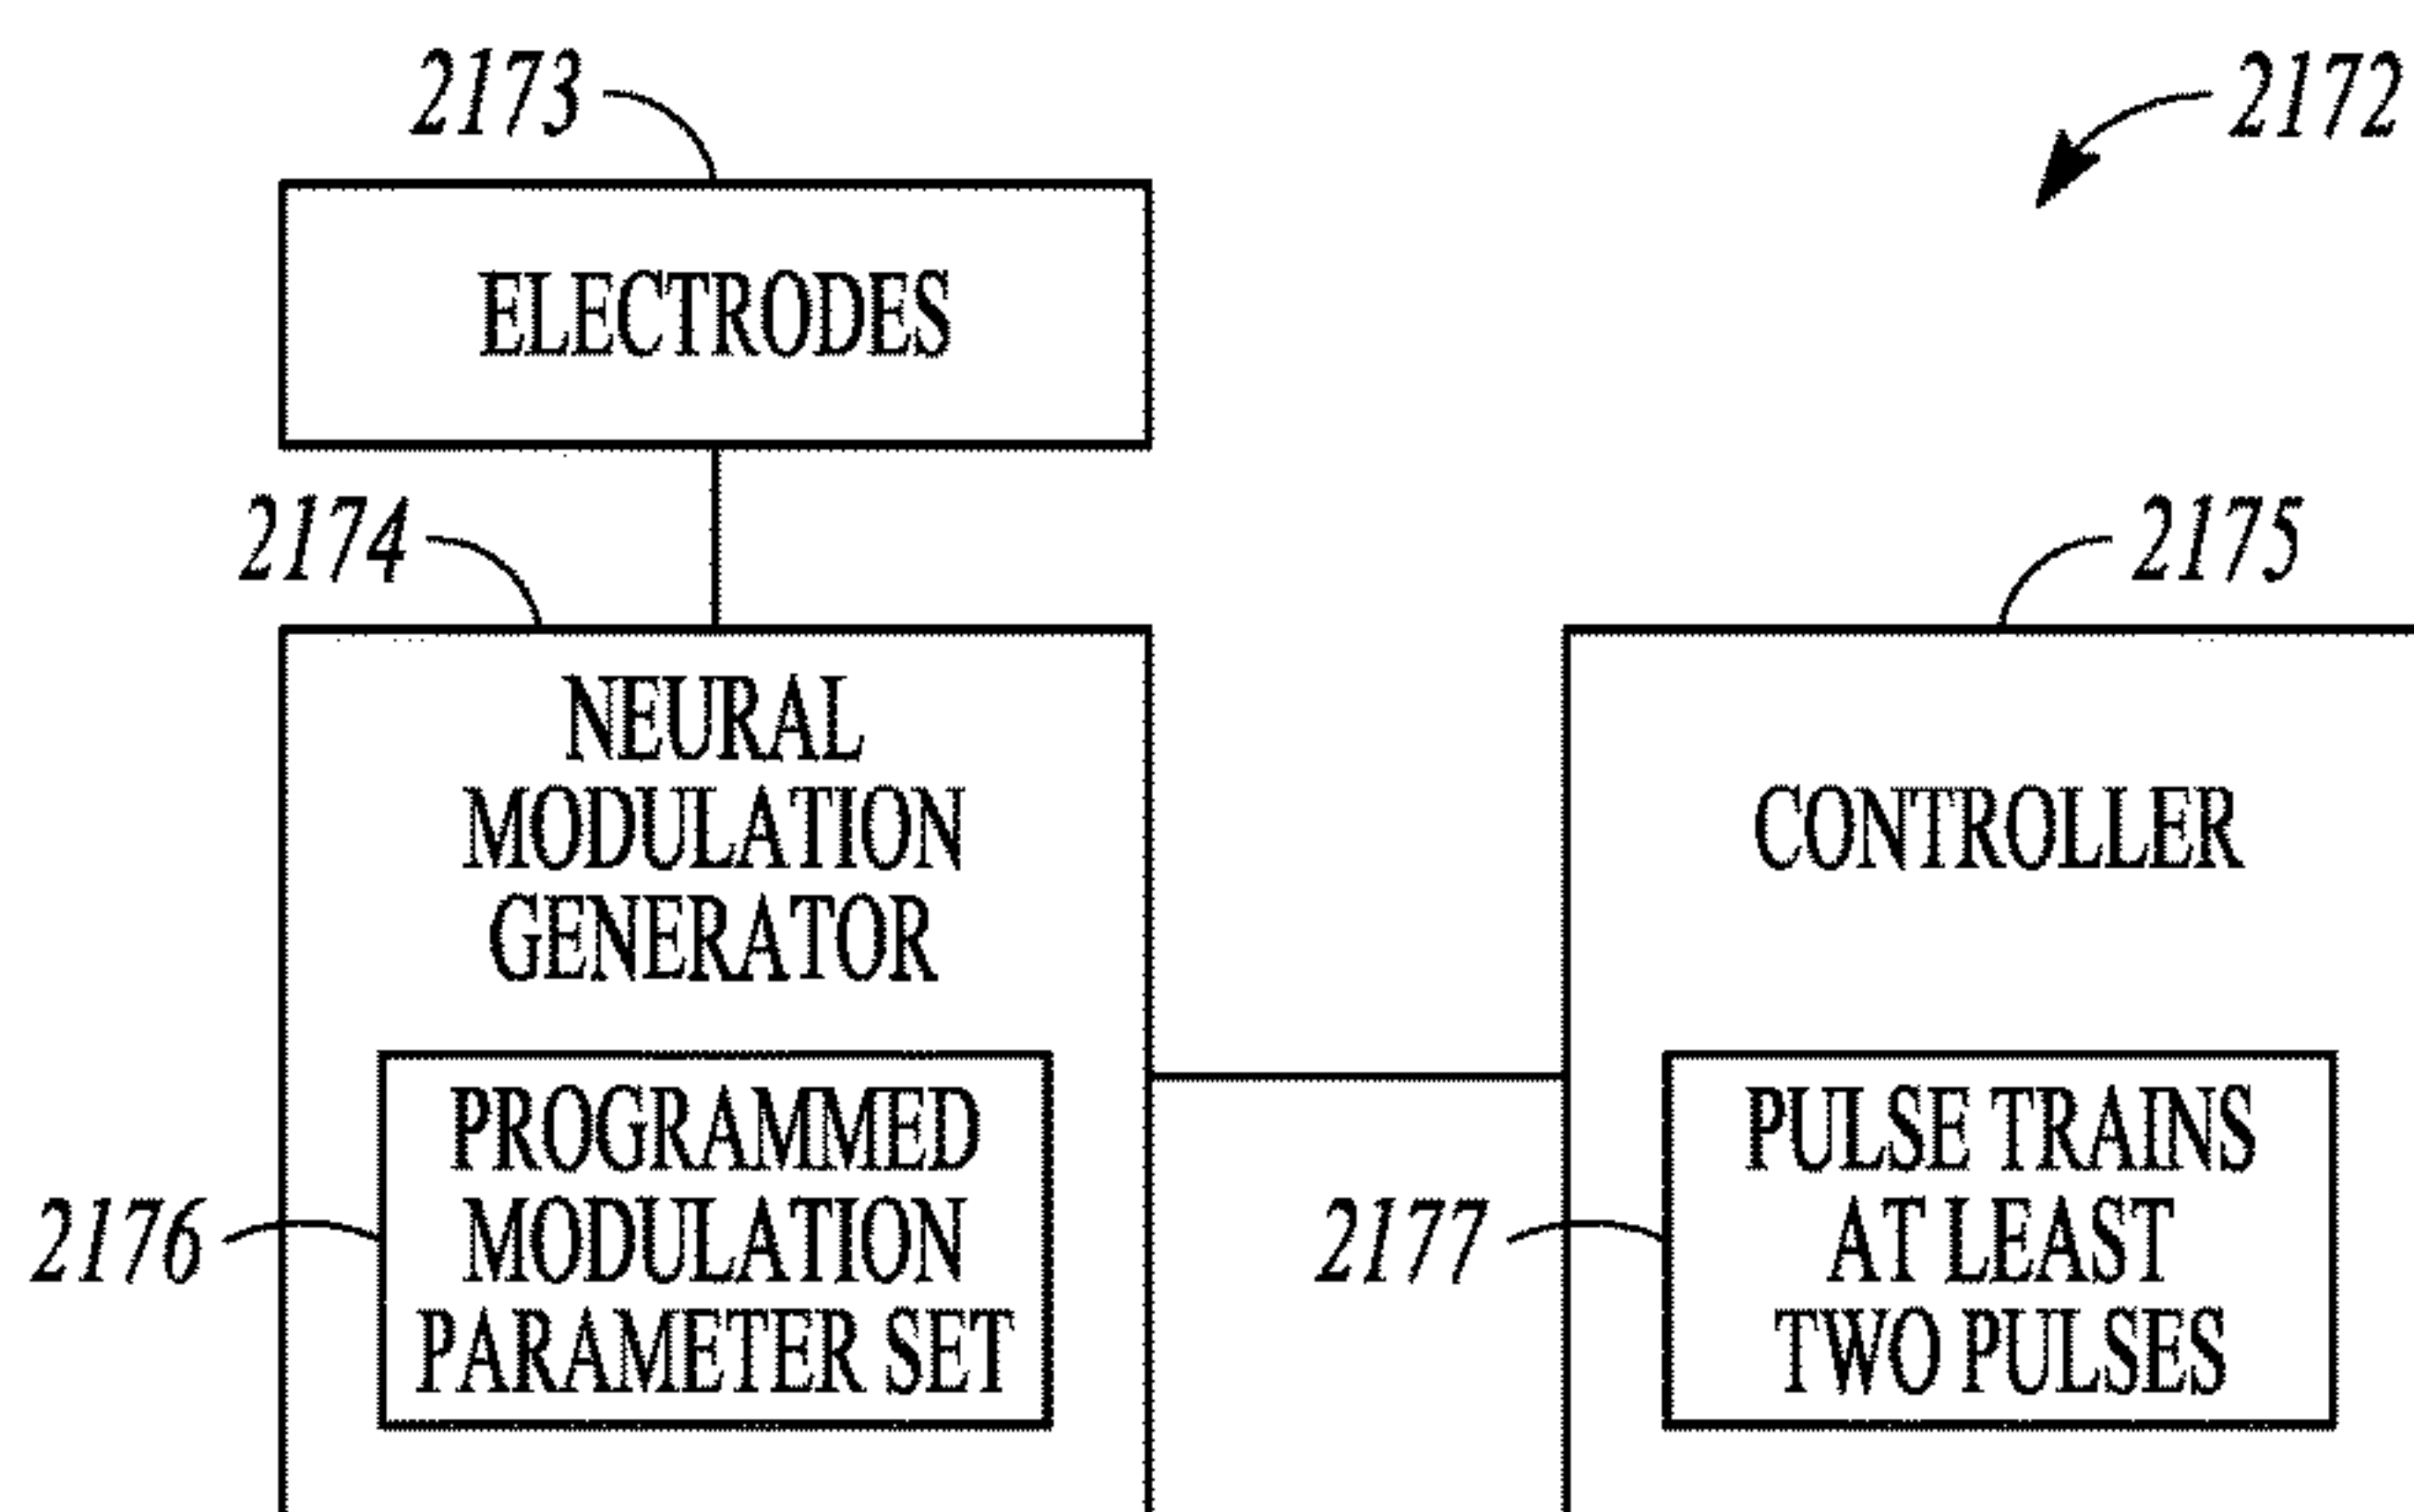 2173
2172
ELECTRODES
2174
2175
NEURAL
MODULATION
GENERATOR
CONTROLLER
PROGRAMMED
MODULATION
PARAMETER SET
2176
2177
PULSE TRAINS
AT LEAST
TWO PULSES